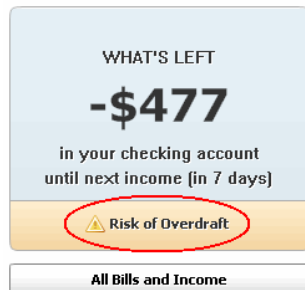 WHAT'S LEFT
-$477
in your checking account
until next income (in 7 days)
Risk of Overdraft
All Bills and Income